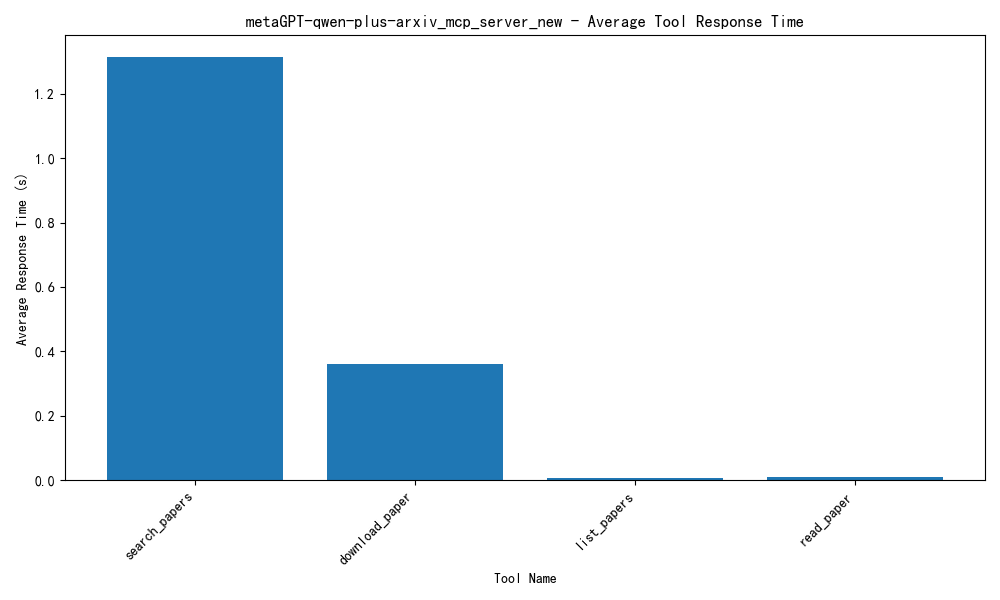 metaGPT-qwen-plus-arxiv_mcp_server_new - Average Tool Response Time
Average Response Time (s)
1.2
1.0
0.8
0.6
0.4
0.2
0.0
search_papers
download_paper
list_papers
read_paper
Tool Name